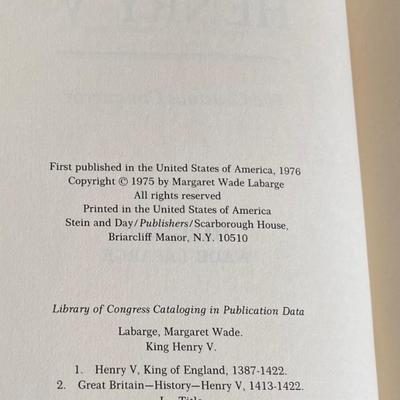 HENRY V
First published in the United States of America, 1976
Copyright © 1975 by Margaret Wade Labarge
All rights reserved
Printed in the United States of America
Stein and Day/Publishers/Scarborough House,
Briarcliff Manor, N.Y. 10510
Library of Congress Cataloging in Publication Data
Labarge, Margaret Wade.
King Henry V.
1. Henry V, King of England, 1387-1422.
2. Great Britain—History—Henry V, 1413-1422.
I. Title